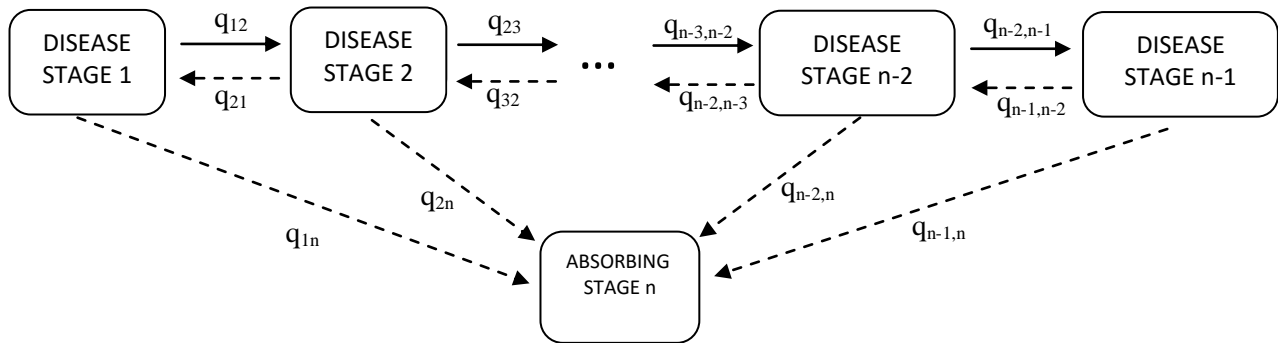 q12
q23
qn-3,n-2
qn-2,n-1
DISEASE
STAGE 1
DISEASE
STAGE 2
...
DISEASE
STAGE n-2
DISEASE
STAGE n-1
q21
q32
qn-2,n-3
qn-1,n-2
q1n
q2n
qn-2,n
qn-1,n
ABSORBING
STAGE n